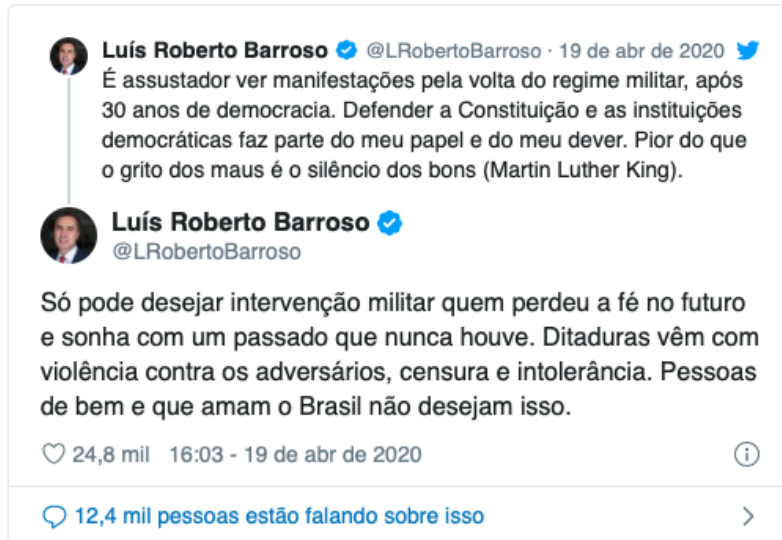 Luís Roberto Barroso @LRobertoBarroso · 19 de abr de 2020
É assustador ver manifestações pela volta do regime militar, após
30 anos de democracia. Defender a Constituição e as instituições
democráticas faz parte do meu papel e do meu dever. Pior do que
o grito dos maus é o silêncio dos bons (Martin Luther King).
Luís Roberto Barroso
@LRobertoBarroso
Só pode desejar intervenção militar quem perdeu a fé no futuro
e sonha com um passado que nunca houve. Ditaduras vêm com
violência contra os adversários, censura e intolerância. Pessoas
de bem e que amam o Brasil não desejam isso.
24,8 mil 16:03 - 19 de abr de 2020
12,4 mil pessoas estão falando sobre isso